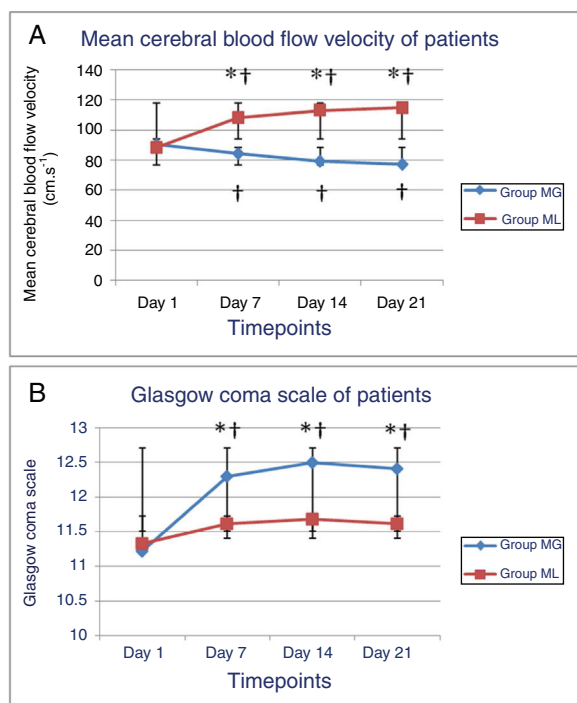 A
Mean cerebral blood flow velocity of patients
Mean cerebral blood flow velocity
(cm.s⁻¹)
140
120
100
80
60
40
20
0
*† *† *†
† † †
Day 1 Day 7 Day 14 Day 21
Timepoints
Group MG
Group ML
B
Glasgow coma scale of patients
Glasgow coma scale
13
12.5
12
11.5
11
10.5
10
*† *† *†
Day 1 Day 7 Day 14 Day 21
Timepoints
Group MG
Group ML